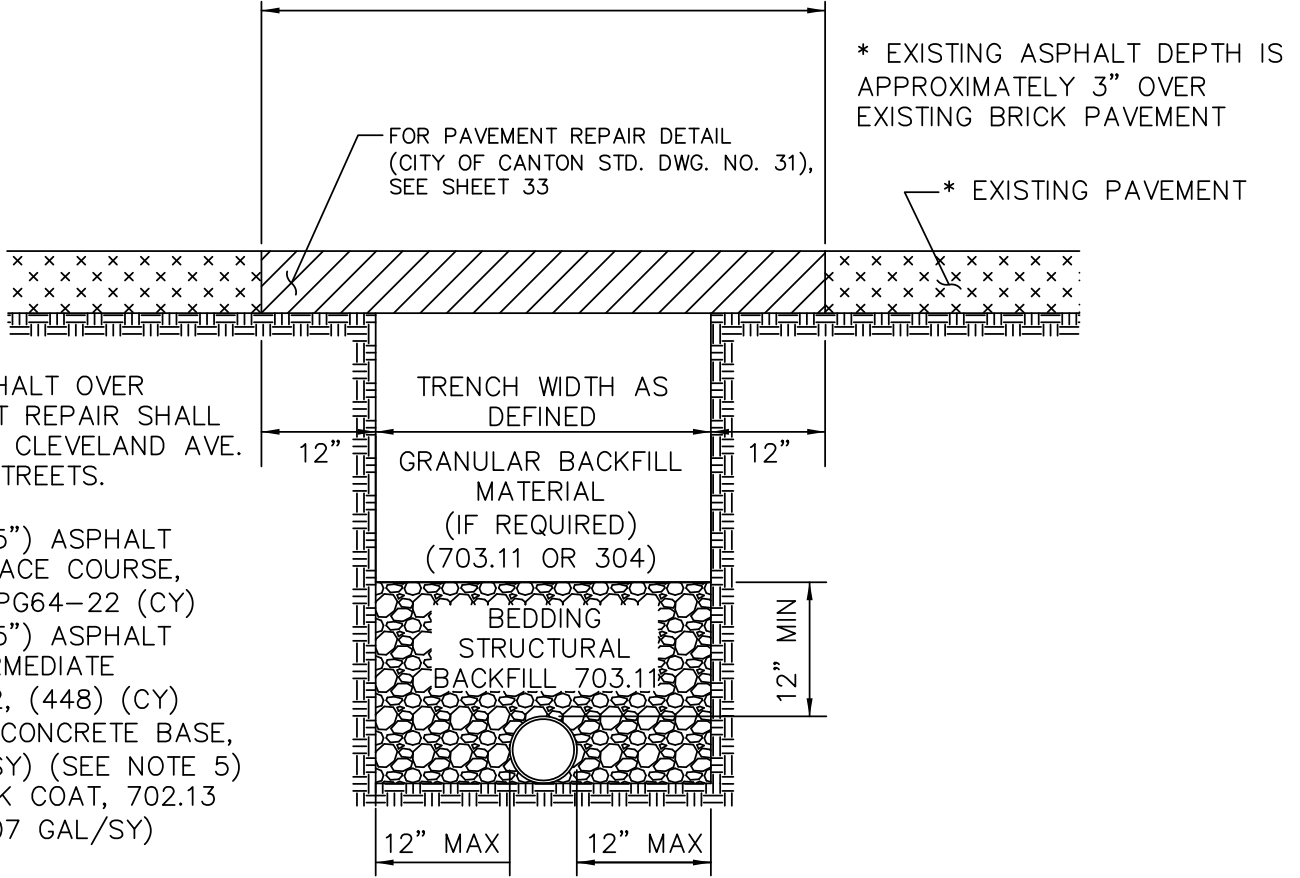 * EXISTING ASPHALT DEPTH IS
APPROXIMATELY 3" OVER
EXISTING BRICK PAVEMENT
FOR PAVEMENT REPAIR DETAIL
(CITY OF CANTON STD. DWG. NO. 31),
SEE SHEET 33
* EXISTING PAVEMENT
OVER
T REPAIR SHALL
CLEVELAND AVE.
5") ASPHALT
COURSE,
PG64-22 (CY)
5") ASPHALT
2, (448) (CY)
CONCRETE BASE,
SY) (SEE NOTE 5)
K COAT, 702.13
07 GAL/SY)
TRENCH WIDTH AS
DEFINED
12"
12"
GRANULAR BACKFILL
MATERIAL
(IF REQUIRED)
(703.11 OR 304)
BEDDING
STRUCTURAL
BACKFILL 703.11
12" MIN
12" MAX
12" MAX